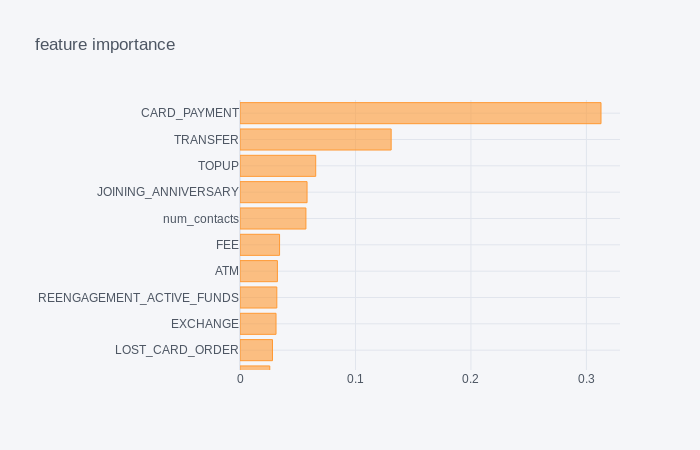 feature importance
CARD_PAYMENT
TRANSFER
TOPUP
JOINING_ANNIVERSARY
num_contacts
FEE
ATM
REENGAGEMENT_ACTIVE_FUNDS
EXCHANGE
LOST_CARD_ORDER
0 0.1 0.2 0.3